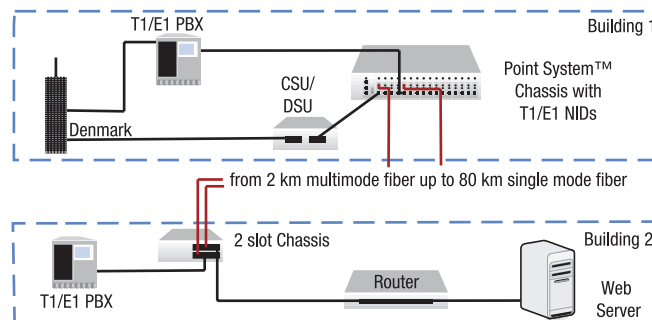 T1/E1 PBX
Building 1
Point System™
Chassis with
T1/E1 NIDs
CSU/
DSU
Denmark
from 2 km multimode fiber up to 80 km single mode fiber
2 slot Chassis
Building 2
T1/E1 PBX
Router
Web
Server